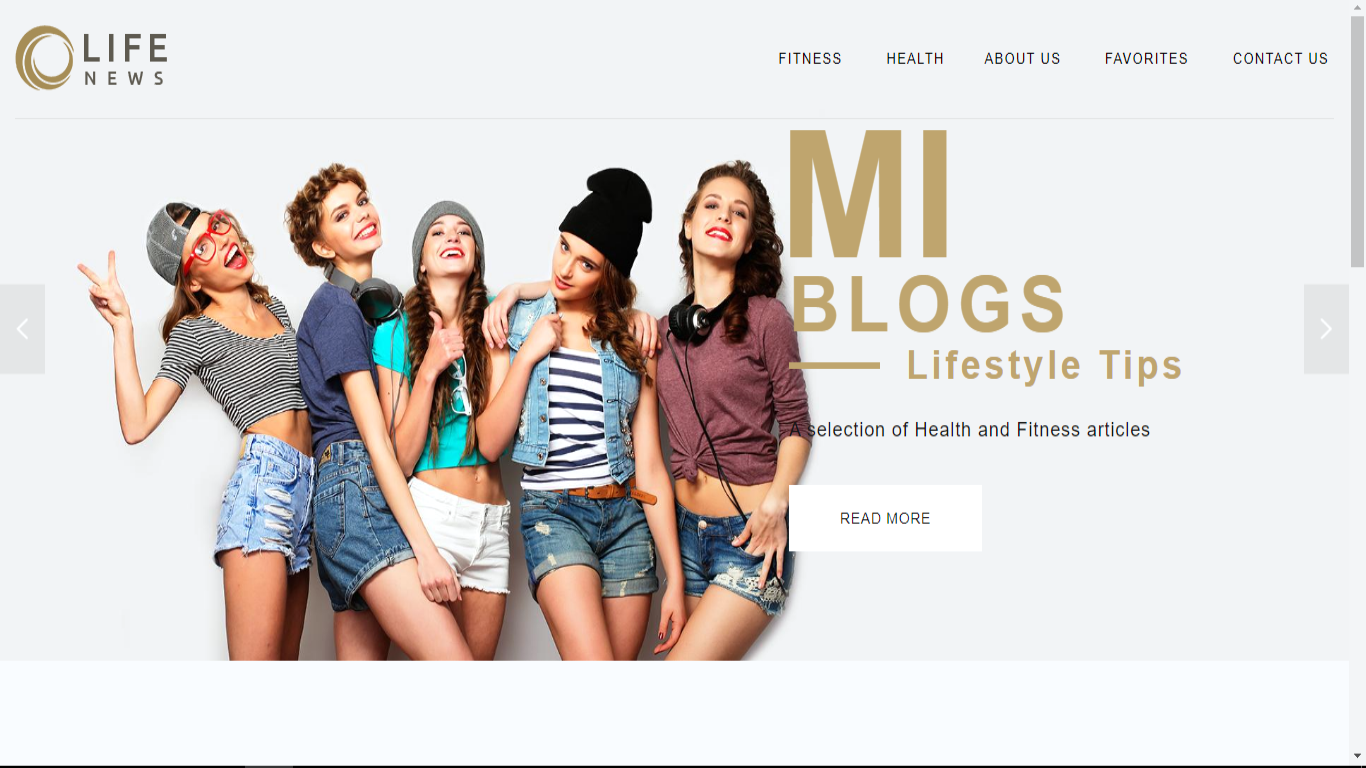 LIFE
NEWS
FITNESS HEALTH ABOUT US FAVORITES CONTACT US
MI
BLOGS
Lifestyle Tips
A selection of Health and Fitness articles
READ MORE